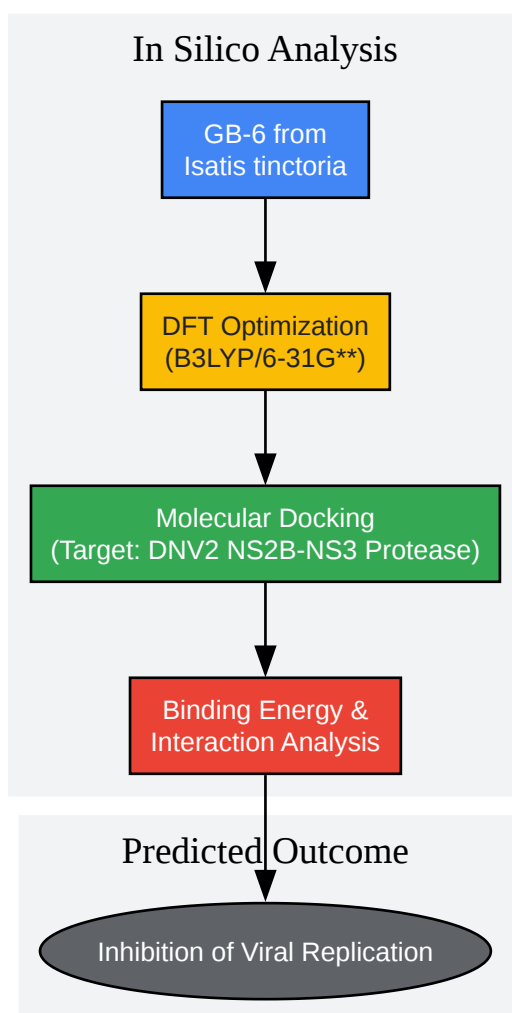 In Silico Analysis
GB-6 from
Isatis tinctoria
DFT Optimization
(B3LYP/6-31G**)
Molecular Docking
(Target: DNV2 NS2B-NS3 Protease)
Binding Energy &
Interaction Analysis
Predicted Outcome
Inhibition of Viral Replication